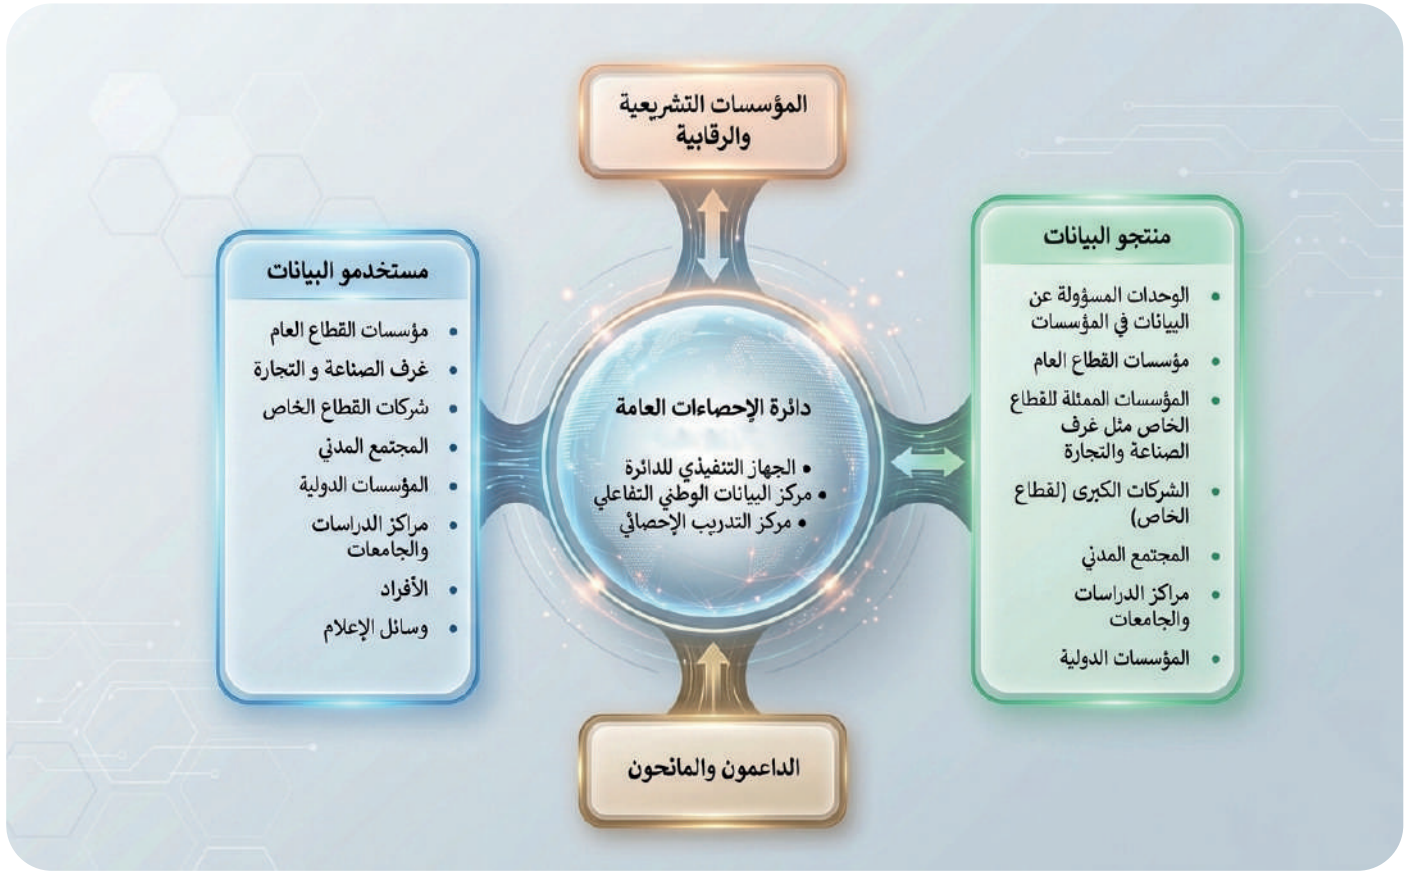 المؤسسات التشريعية
والرقابية
منتجو البيانات
• الوحدات المسؤولة عن
البيانات في المؤسسات
• مؤسسات القطاع العام
• المؤسسات الممثلة للقطاع
الخاص مثل غرف
الصناعة والتجارة
• الشركات الكبرى (لقطاع
الخاص)
• المجتمع المدني
• مراكز الدراسات
والجامعات
• المؤسسات الدولية
دائرة الإحصاءات العامة
• الجهاز التنفيذي للدائرة
• مركز البيانات الوطني التفاعلي
• مركز التدريب الإحصائي
مستخدمو البيانات
• مؤسسات القطاع العام
• غرف الصناعة و التجارة
• شركات القطاع الخاص
• المجتمع المدني
• المؤسسات الدولية
• مراكز الدراسات
والجامعات
• الأفراد
• وسائل الإعلام
الداعمون والمانحون